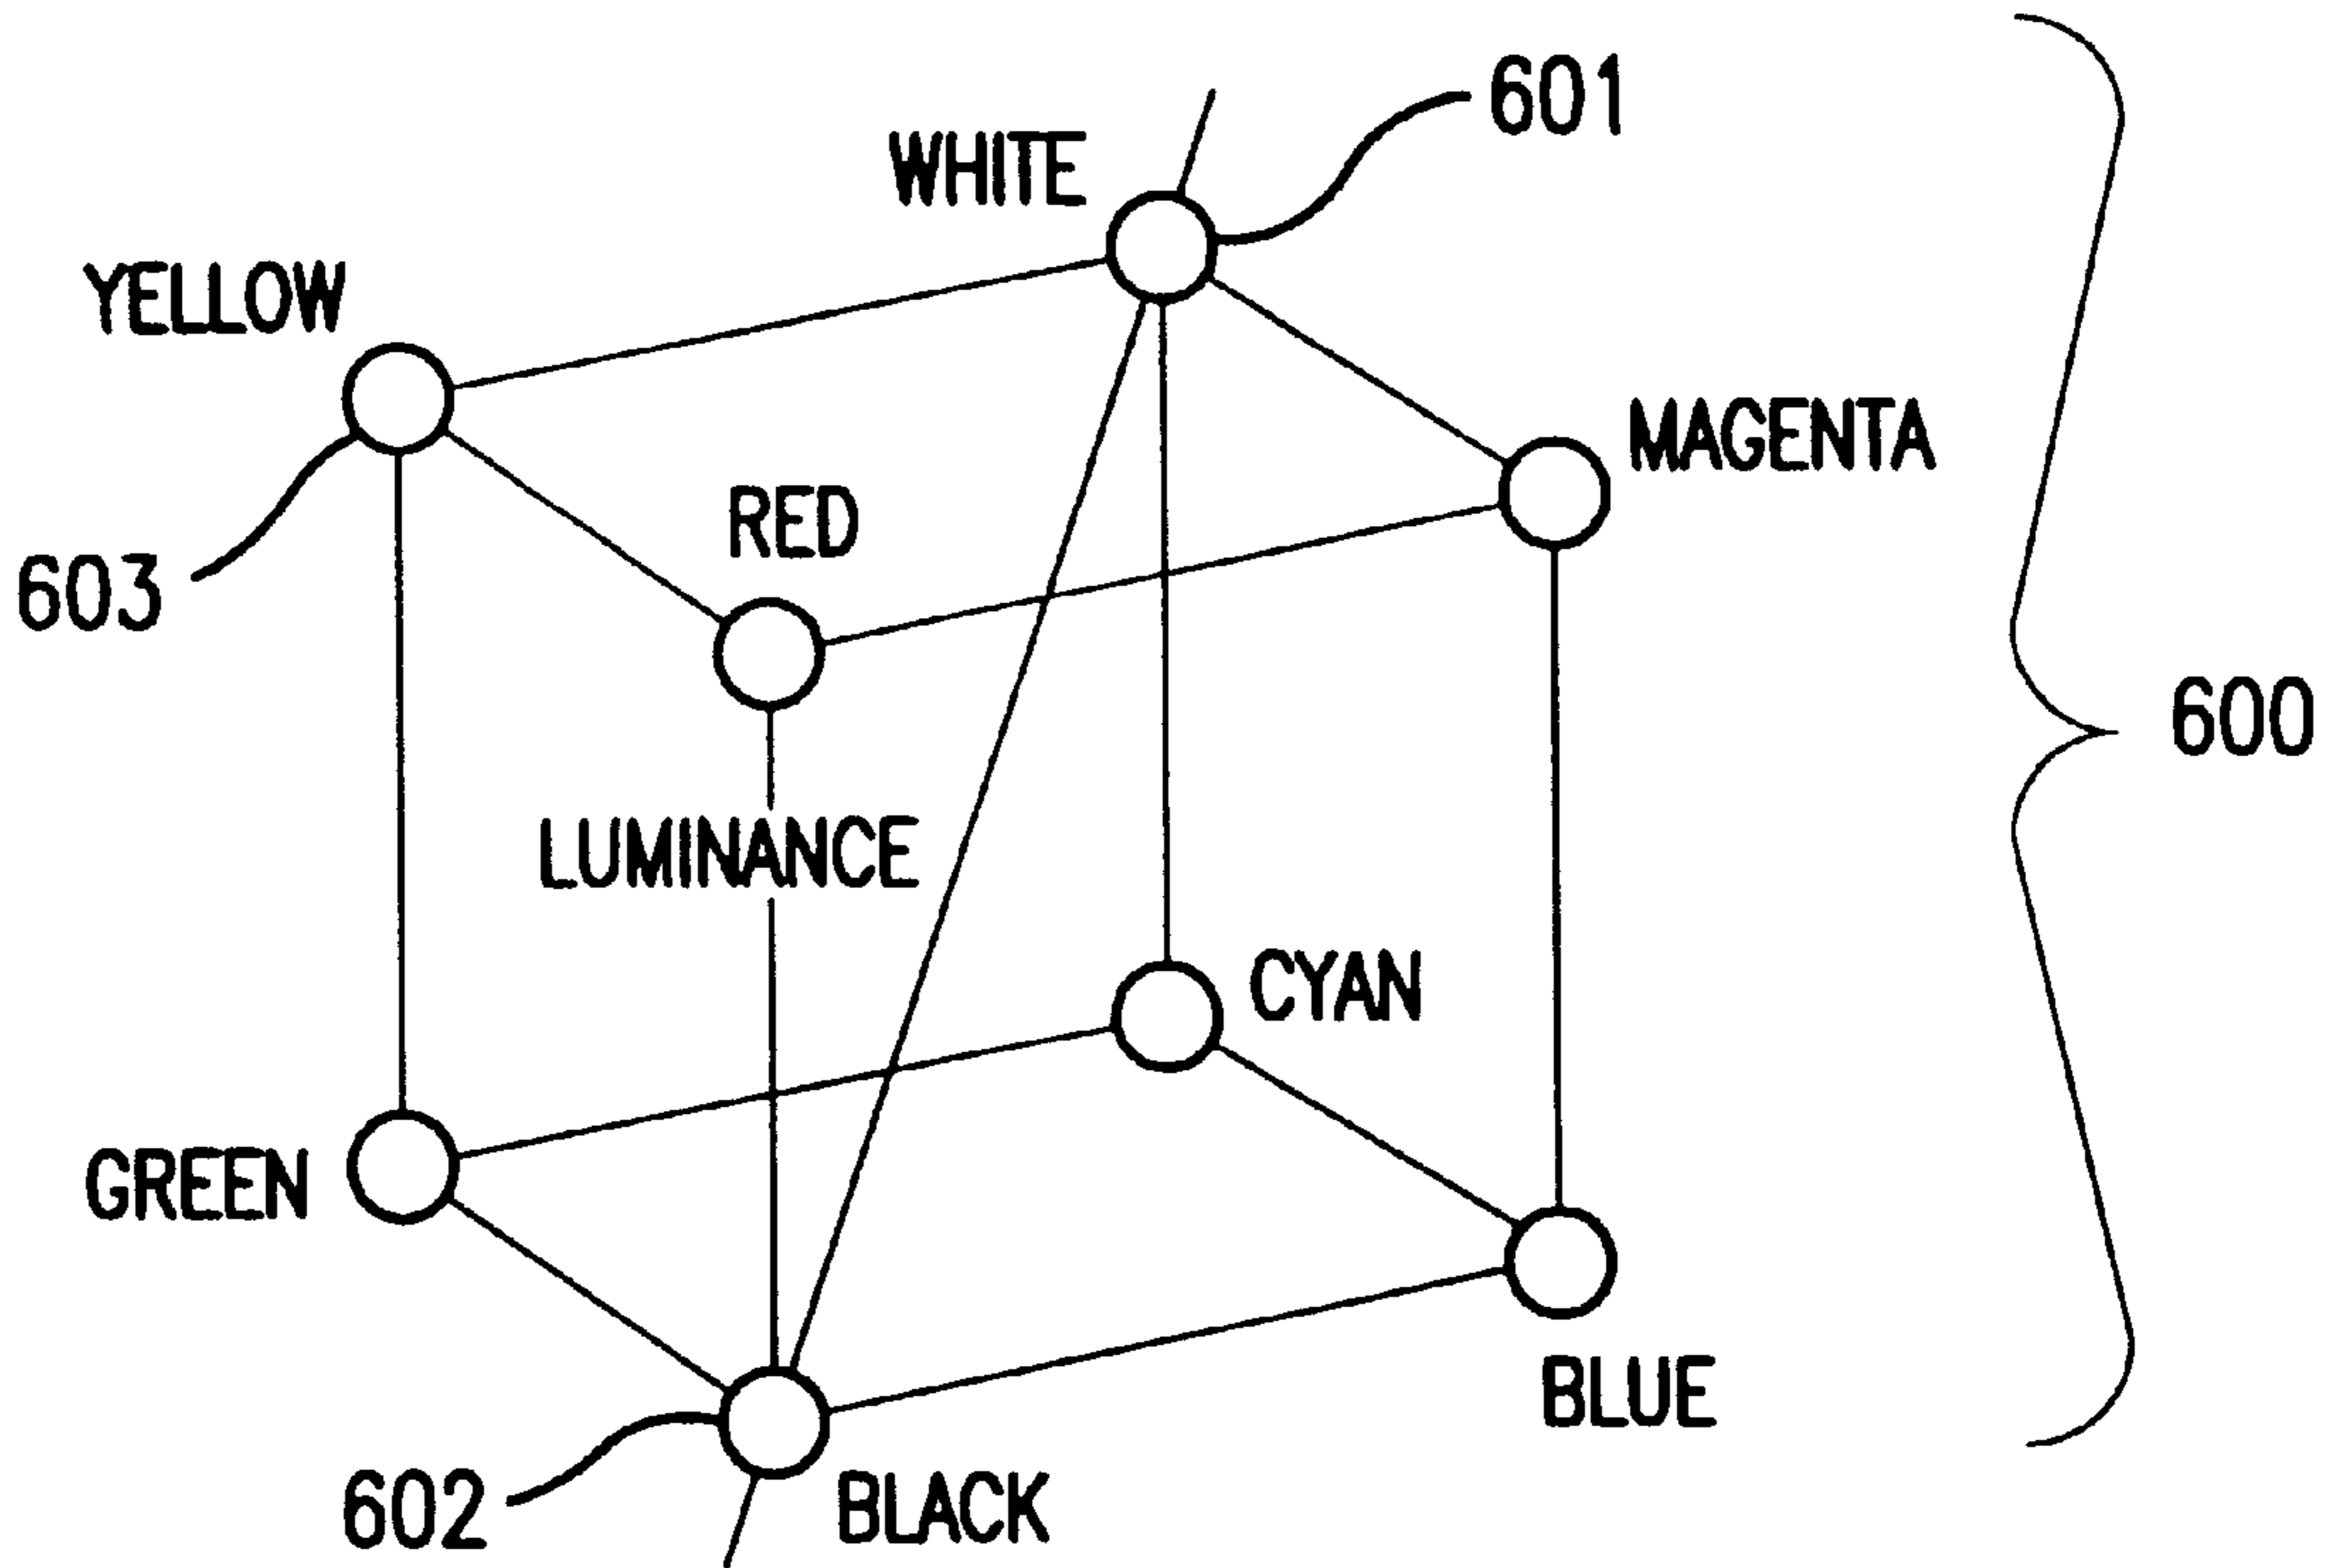 601
WHITE
YELLOW
MAGENTA
RED
603
600
LUMINANCE
CYAN
GREEN
BLUE
602
BLACK